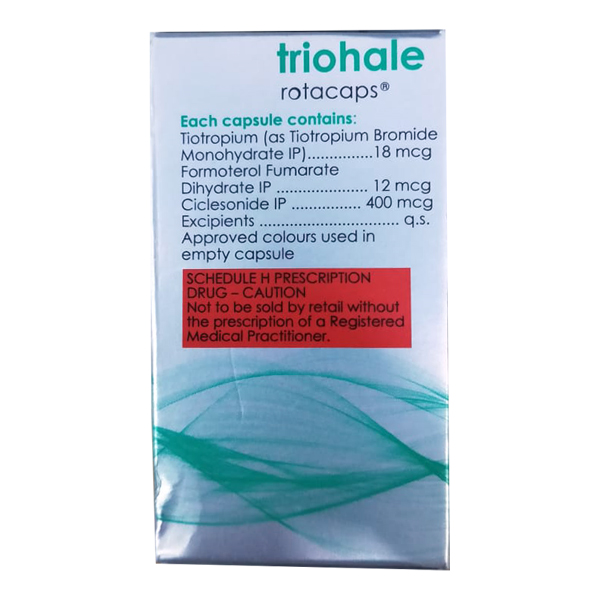 triohale
rotacaps®
Each capsule contains:
Tiotropium (as Tiotropium Bromide
Monohydrate IP)..............18 mcg
Formoterol Fumarate
Dihydrate IP ................... 12 mcg
Ciclesonide IP ................ 400 mcg
Excipients ............................. q.s.
Approved colours used in
empty capsule
SCHEDULE H PRESCRIPTION
DRUG – CAUTION
Not to be sold by retail without
the prescription of a Registered
Medical Practitioner.